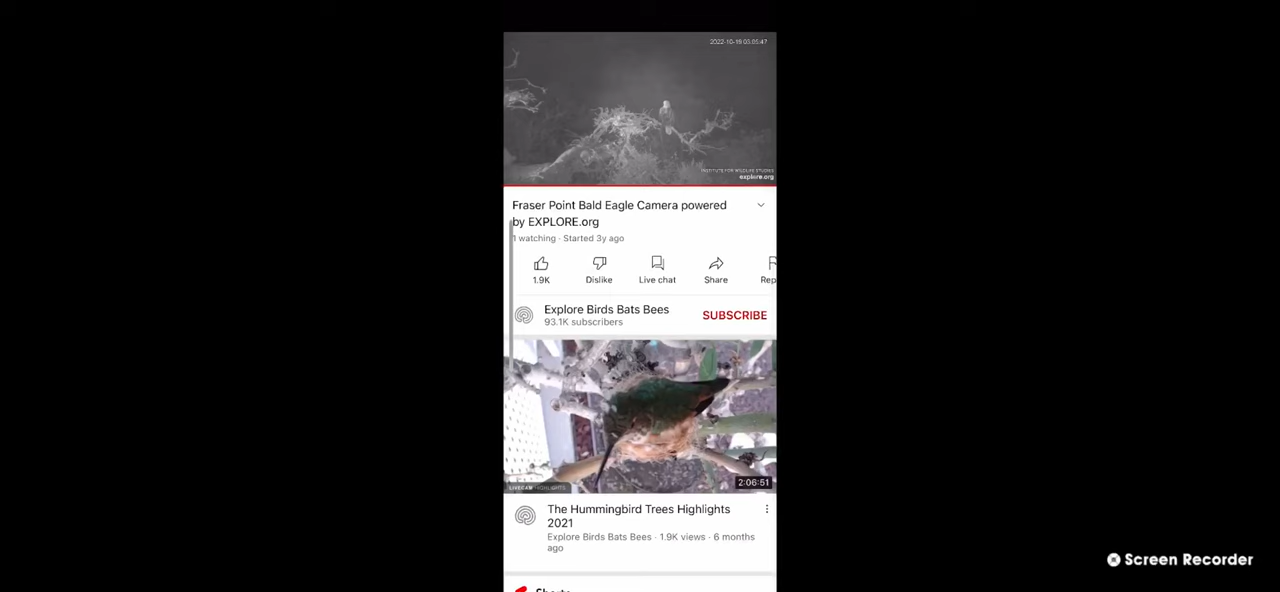 2022-10-19 03:05:47
INSTITUTE FOR WILDLIFE STUDIES
explore.org
Fraser Point Bald Eagle Camera powered
by EXPLORE.org
1 watching · Started 3y ago
1.9K
Dislike
Live chat
Share
Rep
Explore Birds Bats Bees
93.1K subscribers
SUBSCRIBE
LIVECAM HIGHLIGHTS
2:06:51
The Hummingbird Trees Highlights
2021
Explore Birds Bats Bees · 1.9K views · 6 months
ago
Shorts
Screen Recorder